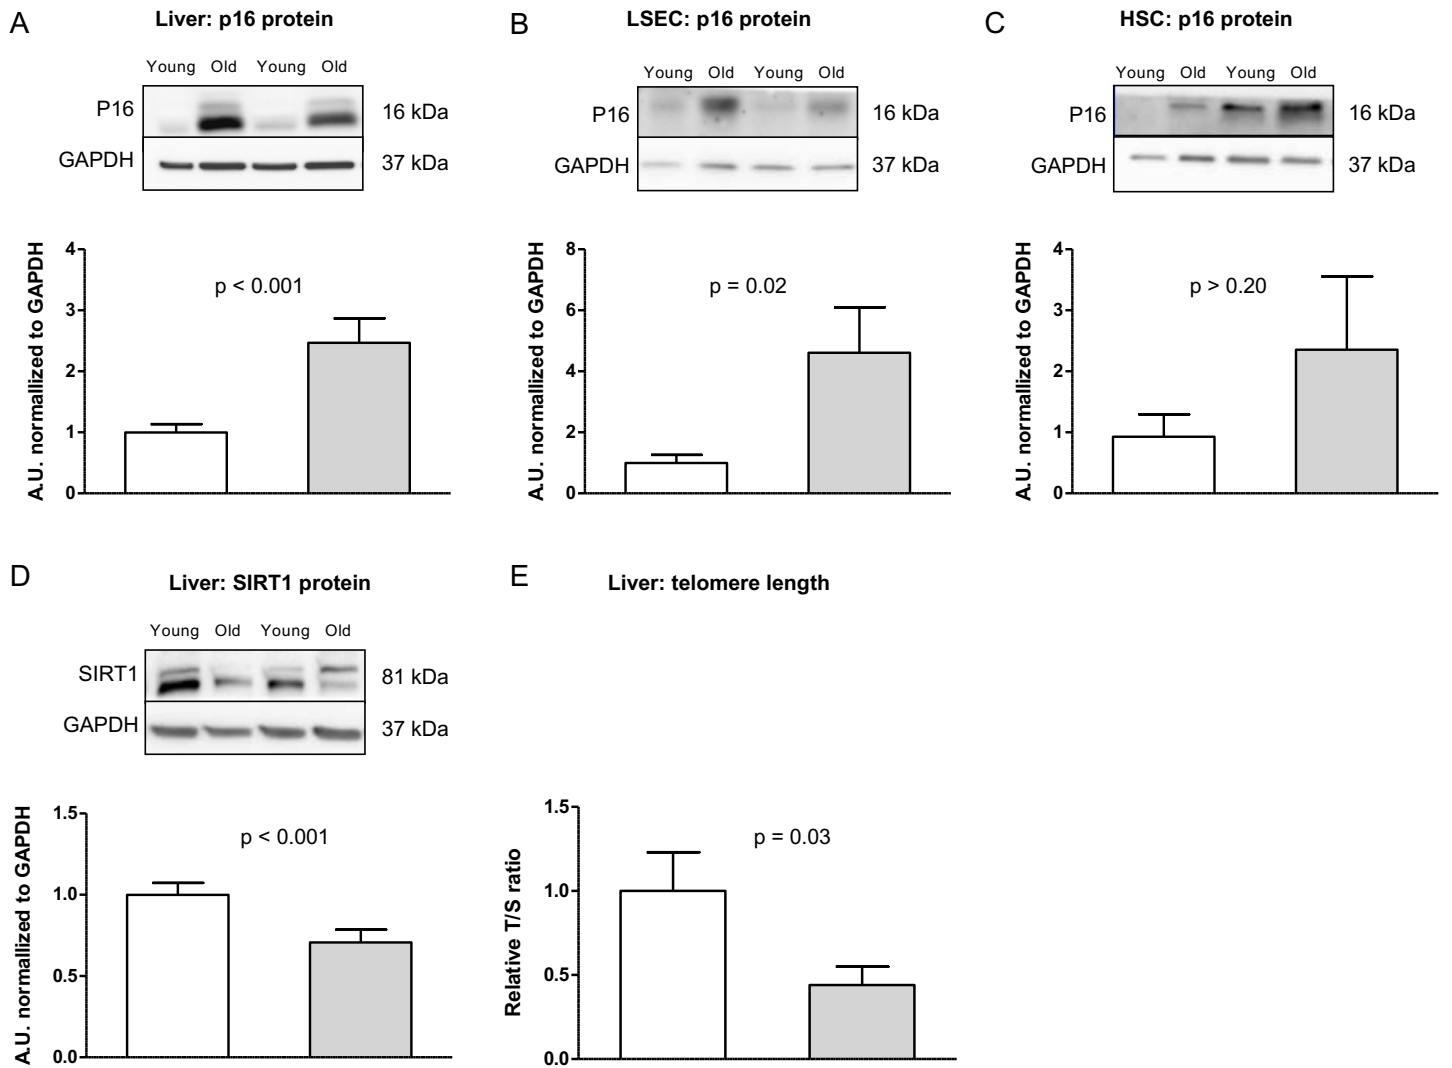 A
Liver: p16 protein
Young Old Young Old
P16
16 kDa
GAPDH
37 kDa
A.U. normallized to GAPDH
4
3
2
1
0
p < 0.001
B
LSEC: p16 protein
Young Old Young Old
P16
16 kDa
GAPDH
37 kDa
A.U. normallized to GAPDH
8
6
4
2
0
p = 0.02
C
HSC: p16 protein
Young Old Young Old
P16
16 kDa
GAPDH
37 kDa
A.U. normallized to GAPDH
4
3
2
1
0
p > 0.20
D
Liver: SIRT1 protein
Young Old Young Old
SIRT1
81 kDa
GAPDH
37 kDa
A.U. normallized to GAPDH
1.5
1.0
0.5
0.0
p < 0.001
E
Liver: telomere length
Relative T/S ratio
1.5
1.0
0.5
0.0
p = 0.03